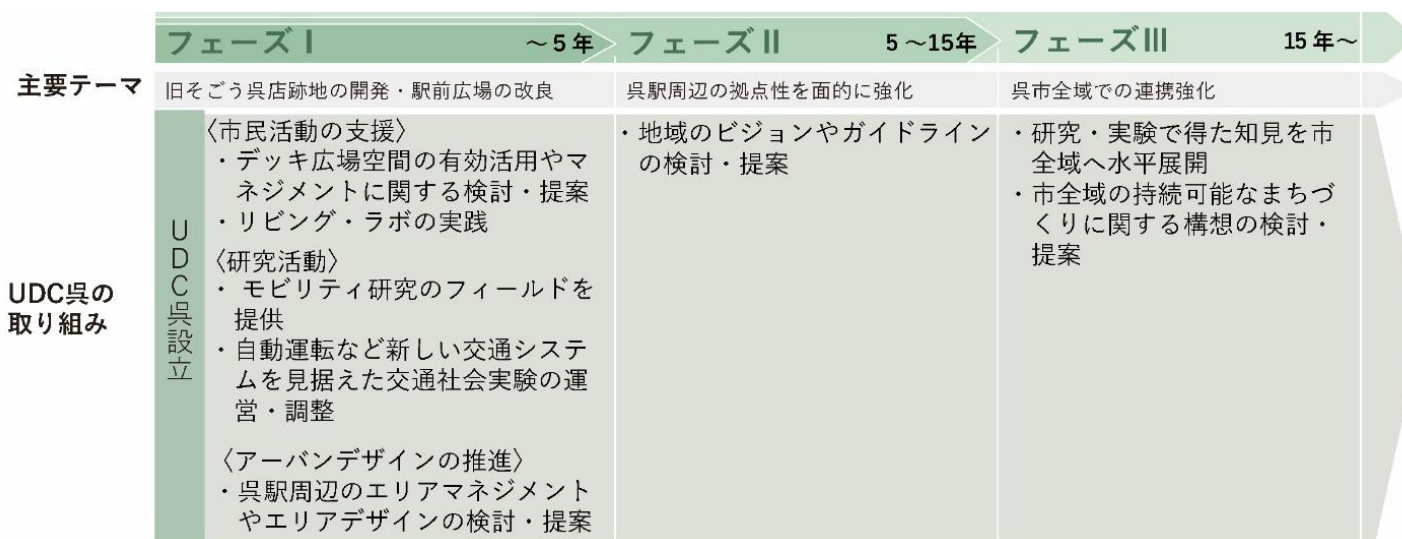 フェーズⅠ ～5年
フェーズⅡ 5～15年
フェーズⅢ 15年～
主要テーマ
旧そごう呉店跡地の開発・駅前広場の改良
呉駅周辺の拠点性を面的に強化
呉市全域での連携強化
UDC呉の
取り組み
UDC呉設立
〈市民活動の支援〉
・デッキ広場空間の有効活用やマ
ネジメントに関する検討・提案
・リビング・ラボの実践
〈研究活動〉
・ モビリティ研究のフィールドを
提供
・自動運転など新しい交通システ
ムを見据えた交通社会実験の運
営・調整
〈アーバンデザインの推進〉
・呉駅周辺のエリアマネジメント
やエリアデザインの検討・提案
・地域のビジョンやガイドライン
の検討・提案
・研究・実験で得た知見を市
全域へ水平展開
・市全域の持続可能なまちづ
くりに関する構想の検討・
提案